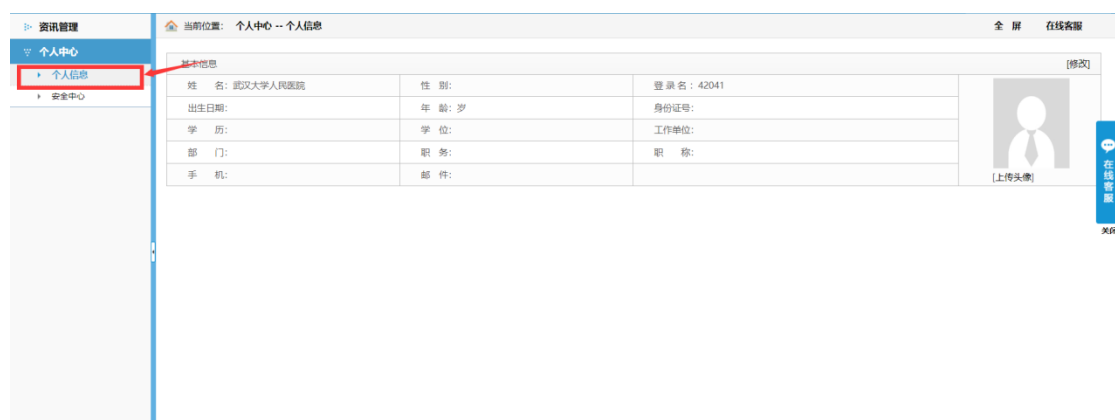 资讯管理
当前位置: 个人中心 -- 个人信息
全 屏 在线客服
个人中心
个人信息
安全中心
基本信息 [修改]
姓 名: 武汉大学人民医院 性 别: 登 录 名: 42041
出生日期: 年 龄: 岁 身份证号:
学 历: 学 位: 工作单位:
部 门: 职 务: 职 称:
手 机: 邮 件:
[上传头像]
在线客服
关闭